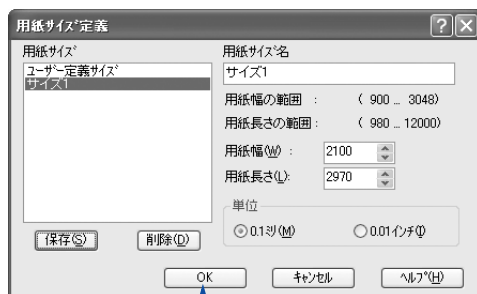 用紙サイズ定義
用紙サイズ
ユーザー定義サイズ
サイズ1
保存(S)
削除(D)
用紙サイズ名
サイズ1
用紙幅の範囲 : ( 900 ... 3048)
用紙長さの範囲 : ( 980 ... 12000)
用紙幅(W) : 2100
用紙長さ(L): 2970
単位
0.1ミリ(M) 0.01インチ(I)
OK キャンセル ヘルプ(H)